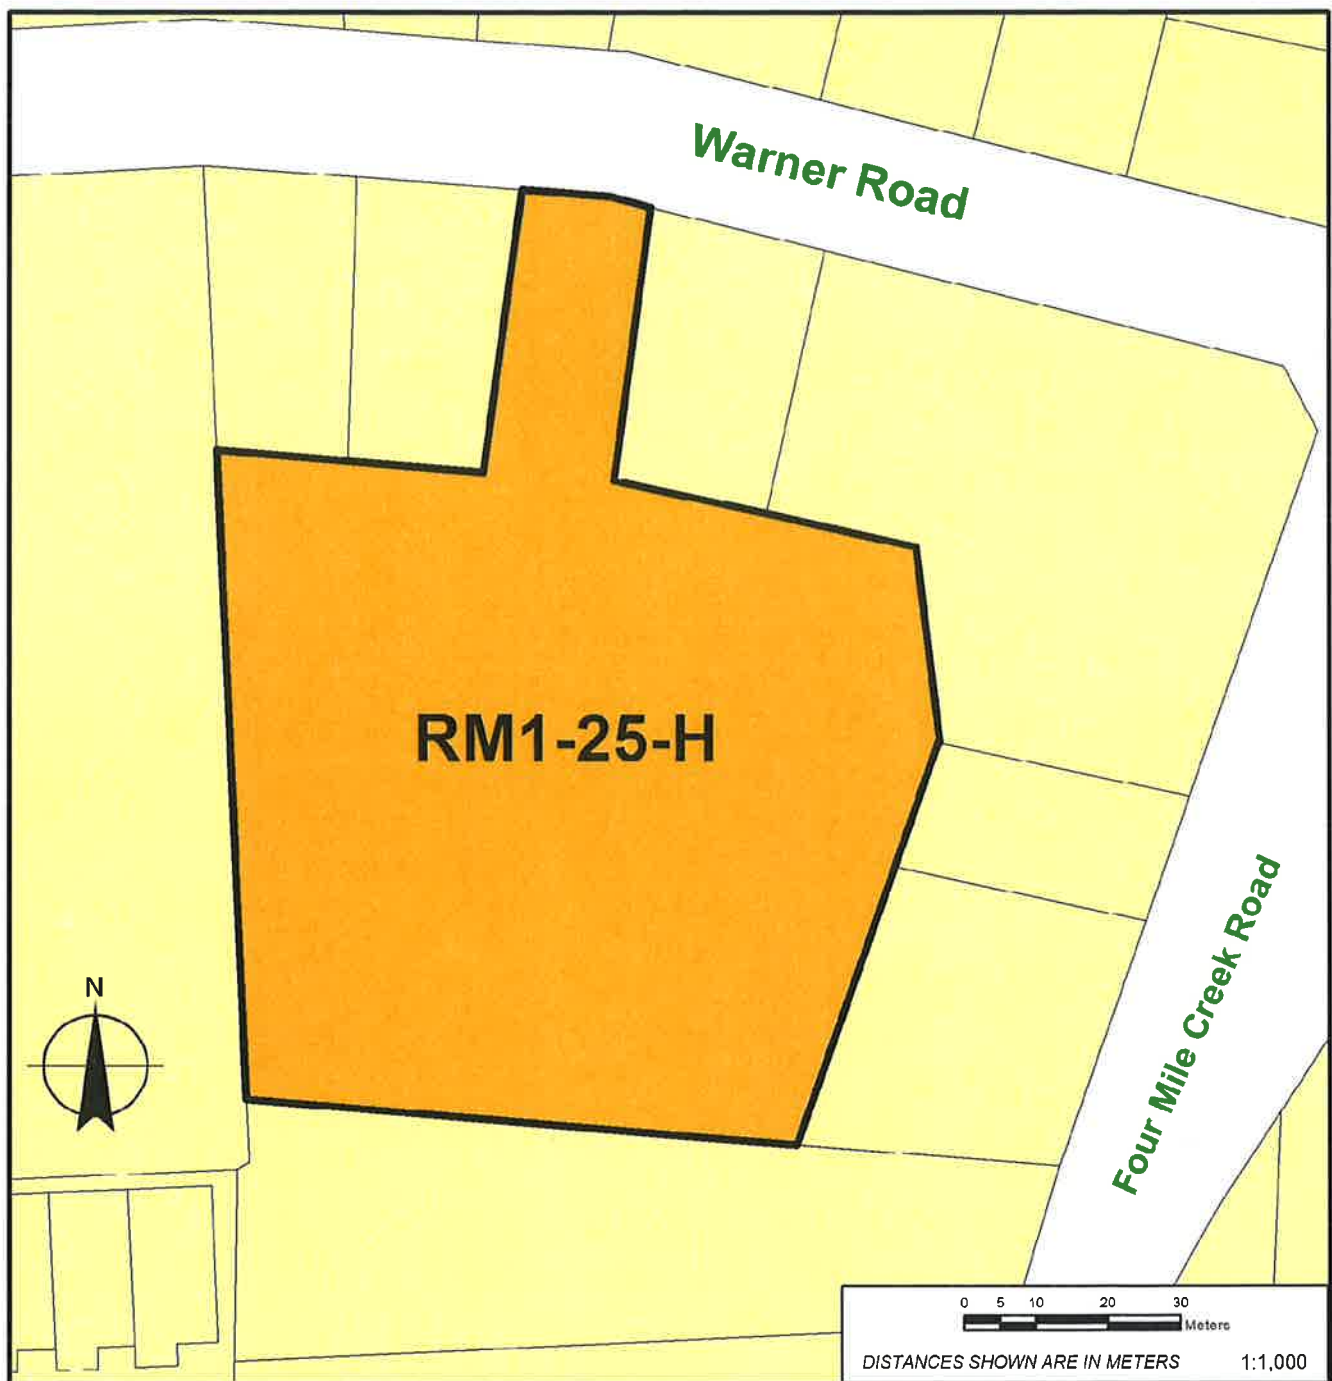 Warner Road
RM1-25-H
N
Four Mile Creek Road
0 5 10 20 30
Meters
DISTANCES SHOWN ARE IN METERS 1:1,000